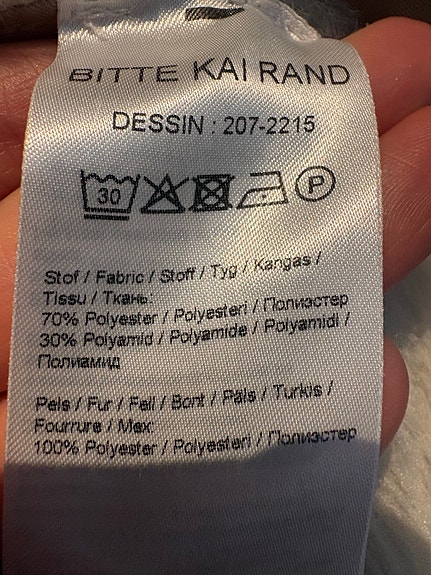 BITTE KAI RAND
DESSIN : 207-2215
30 P
Stof / Fabric / Stoff / Tyg / Kangas /
Tissu / Ткань:
70% Polyester / Polyesteri / Полиэстер
30% Polyamid / Polyamide / Polyamidi /
Полиамид
Pels / Fur / Fell / Bont / Päls / Turkis /
Fourrure / Мех:
100% Polyester / Polyesteri / Полиэстер